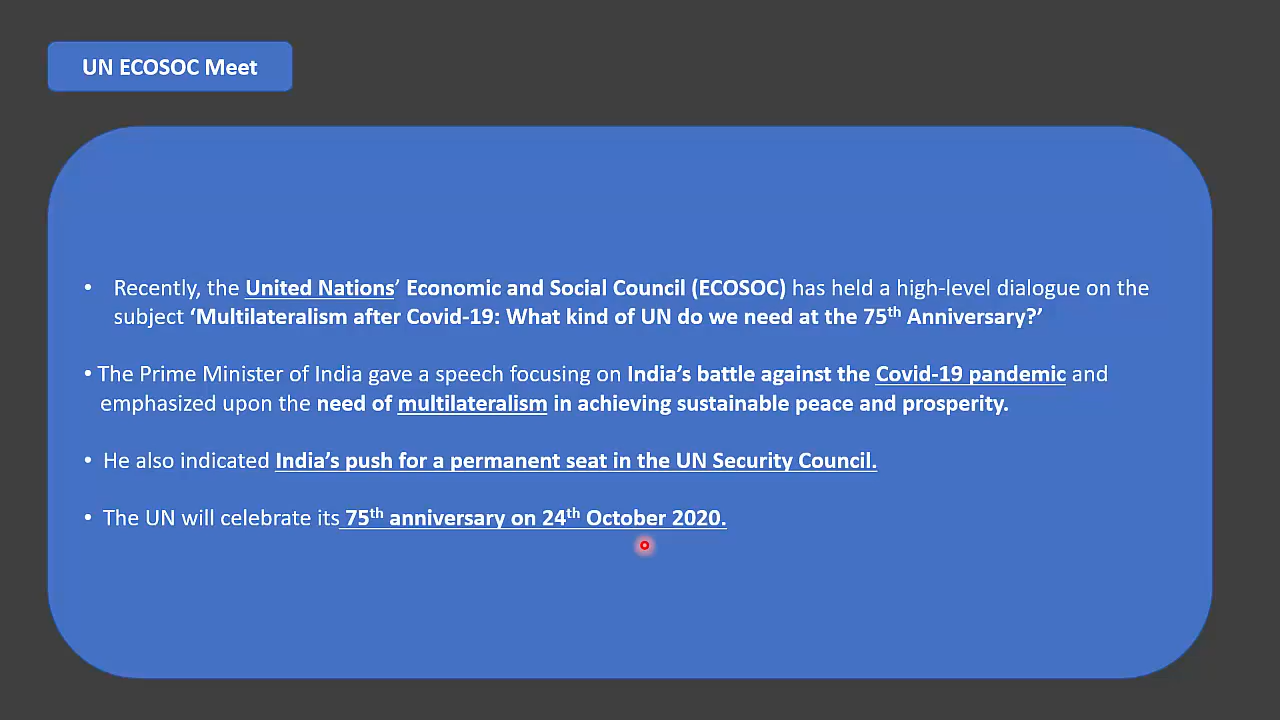 UN ECOSOC Meet
• Recently, the United Nations’ Economic and Social Council (ECOSOC) has held a high-level dialogue on the
subject ‘Multilateralism after Covid-19: What kind of UN do we need at the 75th Anniversary?’
• The Prime Minister of India gave a speech focusing on India’s battle against the Covid-19 pandemic and
emphasized upon the need of multilateralism in achieving sustainable peace and prosperity.
• He also indicated India’s push for a permanent seat in the UN Security Council.
• The UN will celebrate its 75th anniversary on 24th October 2020.